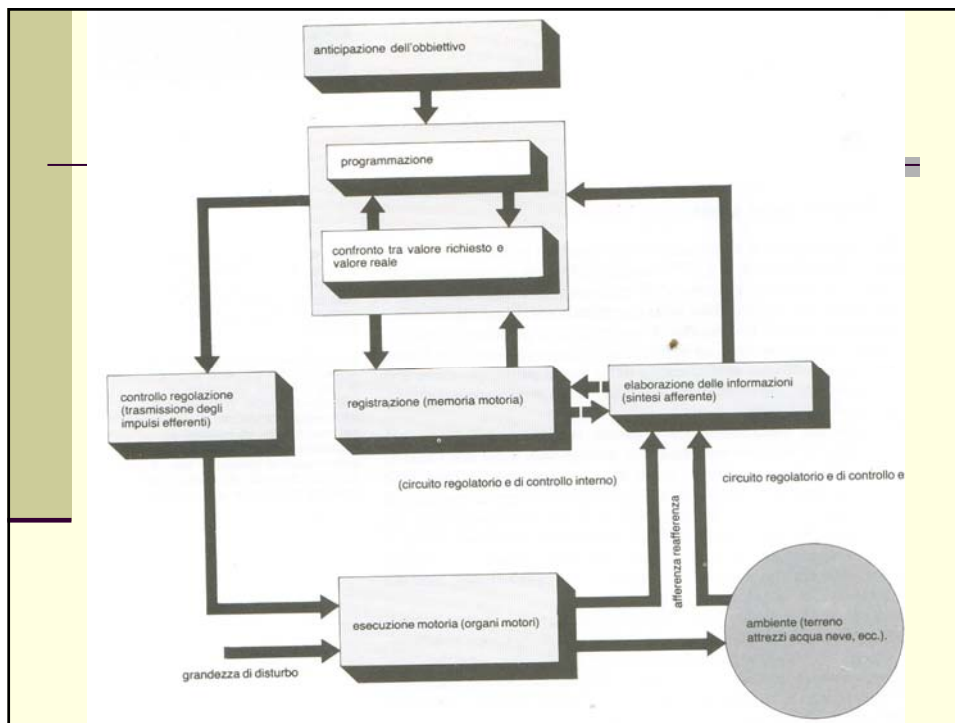 anticipazione dell'obbiettivo
programmazione
confronto tra valore richiesto e
valore reale
controllo regolazione
(trasmissione degli
impulsi efferenti)
registrazione (memoria motoria)
elaborazione delle informazioni
(sintesi afferente)
(circuito regolatorio e di controllo interno)
circuito regolatorio e di controllo e
afferenza reafferenza
esecuzione motoria (organi motori)
ambiente (terreno
attrezzi acqua neve, ecc.).
grandezza di disturbo